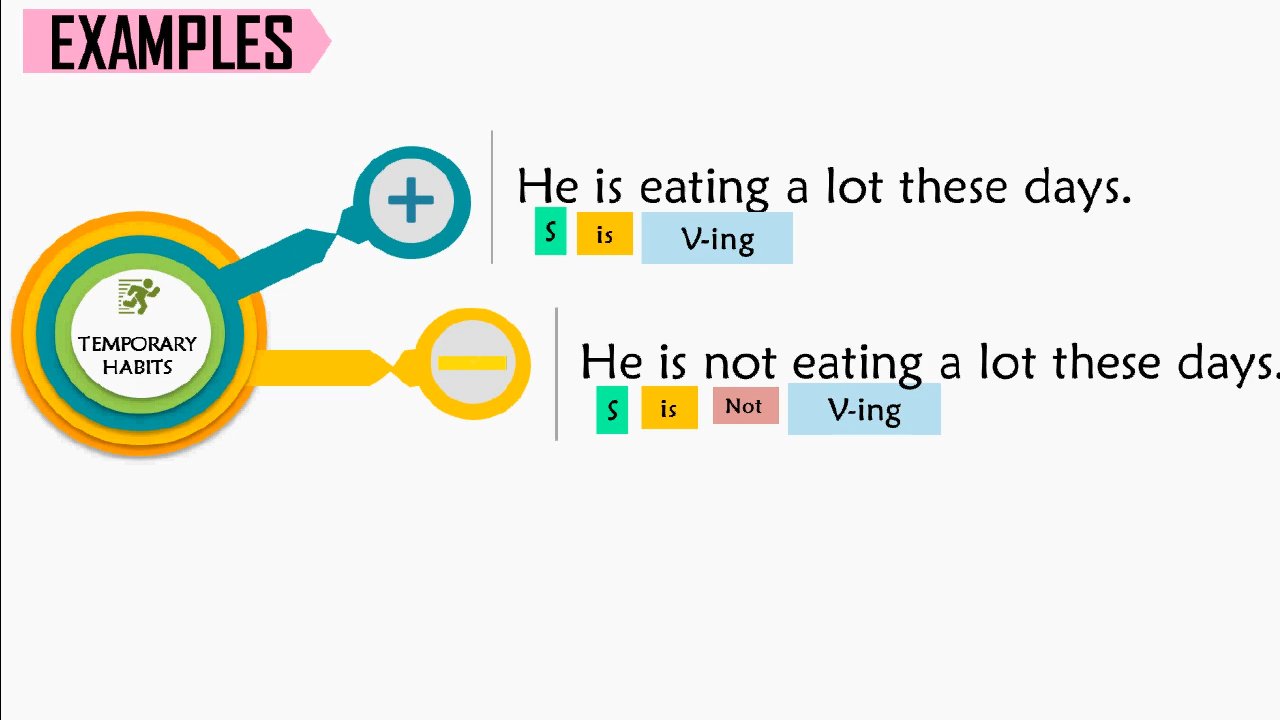 EXAMPLES
He is eating a lot these days.
S is V-ing
TEMPORARY
HABITS
He is not eating a lot these days.
S is Not V-ing